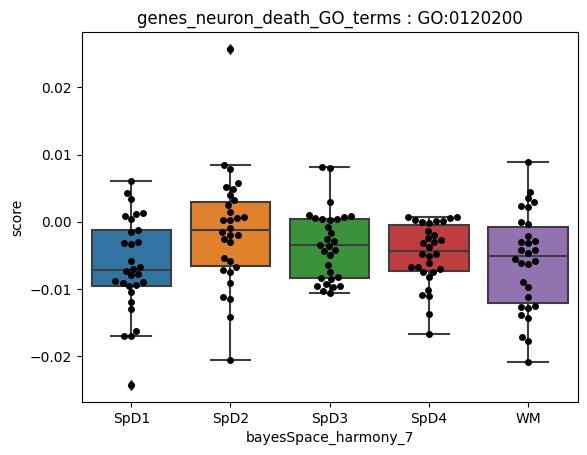 genes_neuron_death_GO_terms : GO:0120200
0.02
0.01
0.00
−0.01
−0.02
score
SpD1 SpD2 SpD3 SpD4 WM
bayesSpace_harmony_7